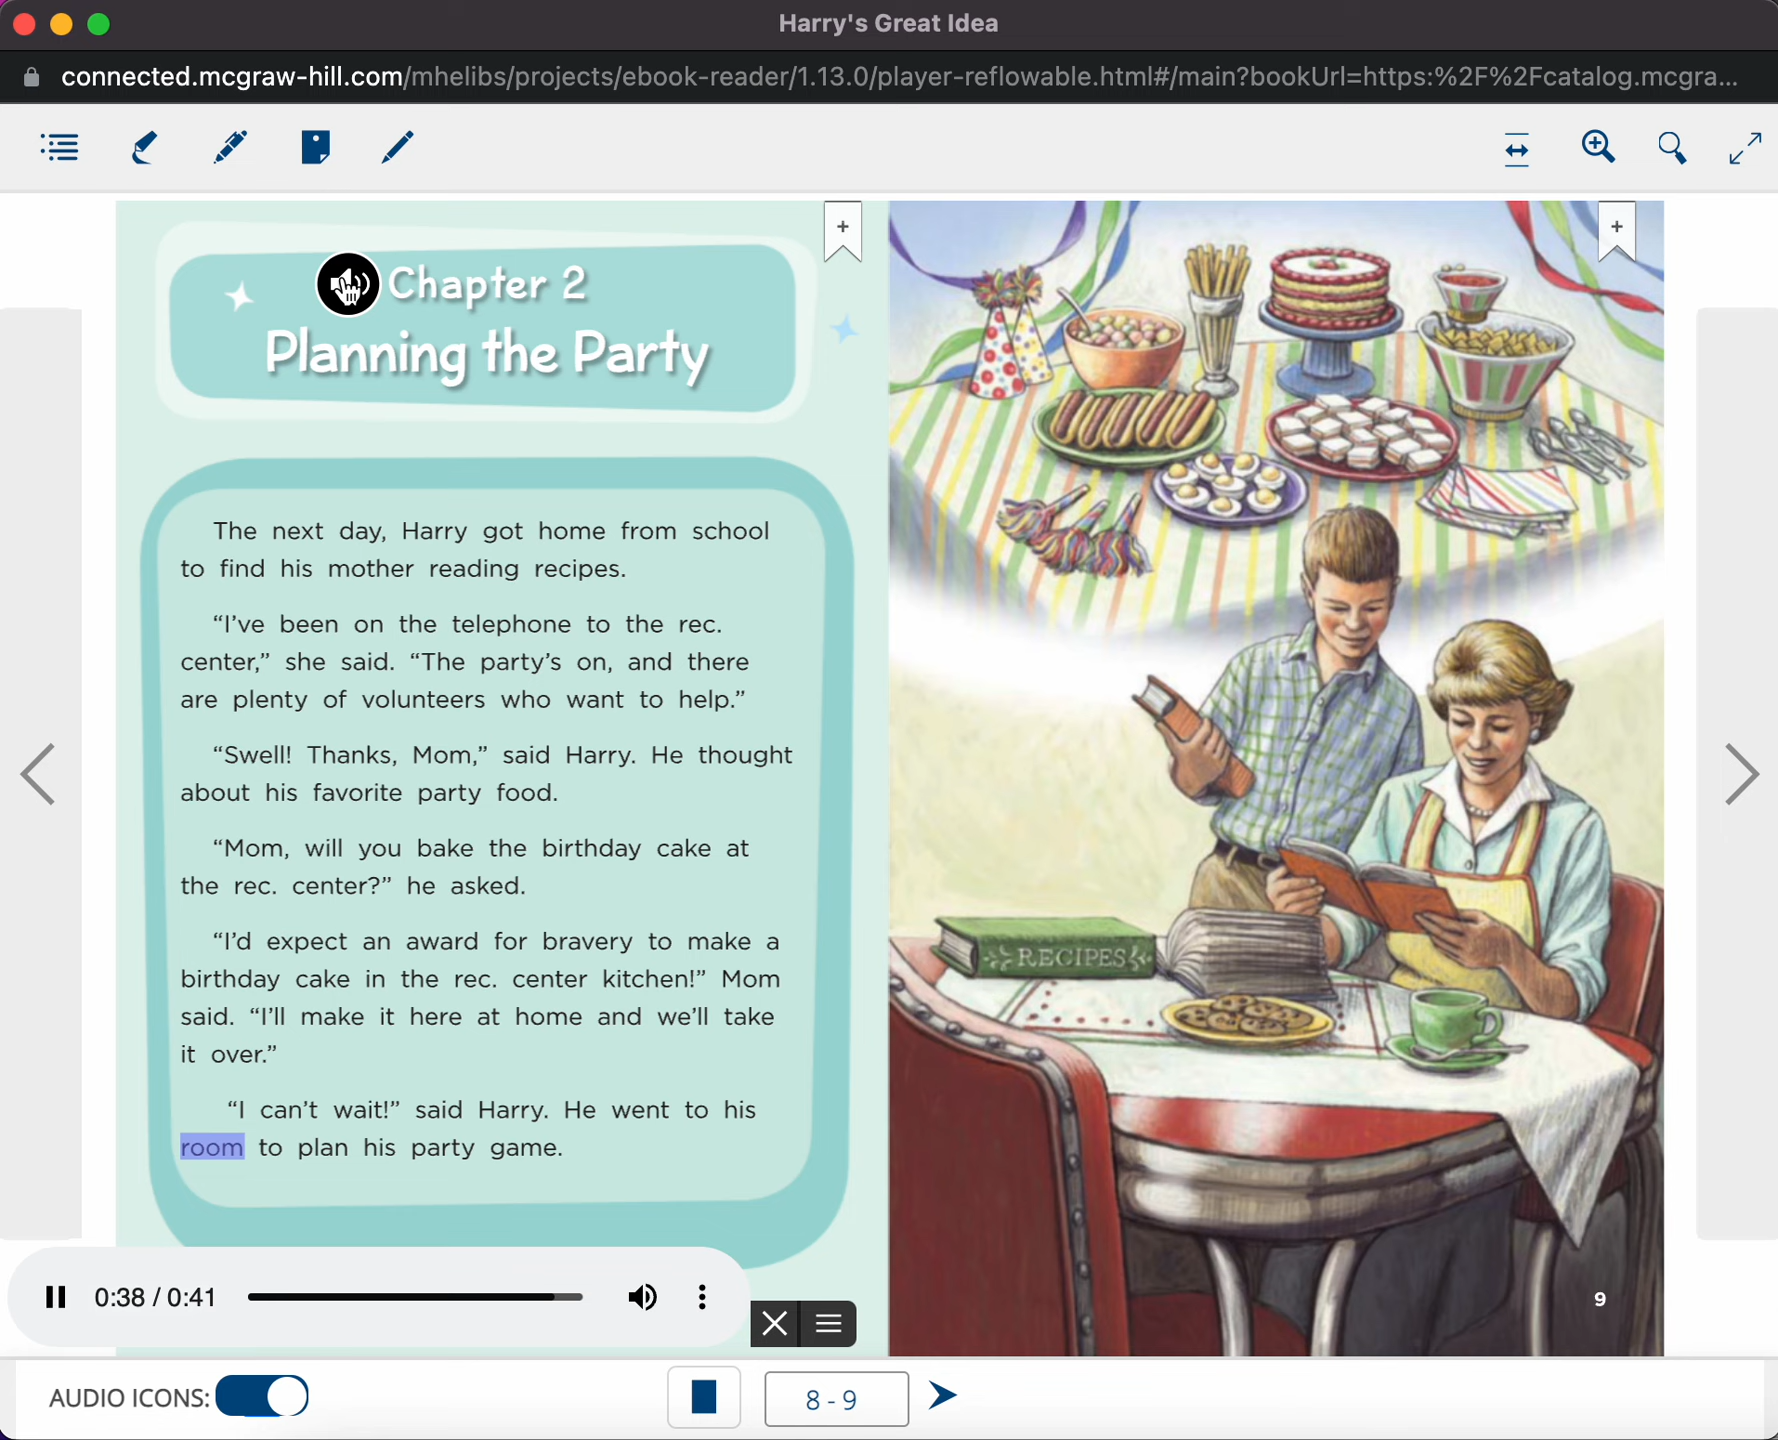 Harry's Great Idea
connected.mcgraw-hill.com/mhelibs/projects/ebook-reader/1.13.0/player-reflowable.html#/main?bookUrl=https:%2F%2Fcatalog.mcgra...
Chapter 2
Planning the Party
The next day, Harry got home from school
to find his mother reading recipes.
“I’ve been on the telephone to the rec.
center,” she said. “The party’s on, and there
are plenty of volunteers who want to help.”
“Swell! Thanks, Mom,” said Harry. He thought
about his favorite party food.
“Mom, will you bake the birthday cake at
the rec. center?” he asked.
“I’d expect an award for bravery to make a
birthday cake in the rec. center kitchen!” Mom
said. “I’ll make it here at home and we’ll take
it over.”
“I can’t wait!” said Harry. He went to his
room to plan his party game.
RECIPES
9
0:38 / 0:41
AUDIO ICONS:
8 - 9